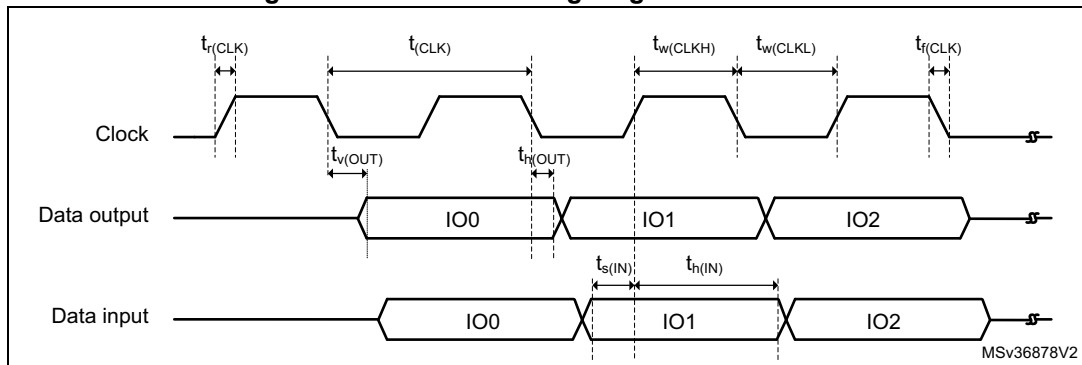 t_r(CLK) t_(CLK) t_w(CLKH) t_w(CLKL) t_f(CLK)
Clock
t_v(OUT) t_h(OUT)
Data output IO0 IO1 IO2
t_s(IN) t_h(IN)
Data input IO0 IO1 IO2
MSv36878V2